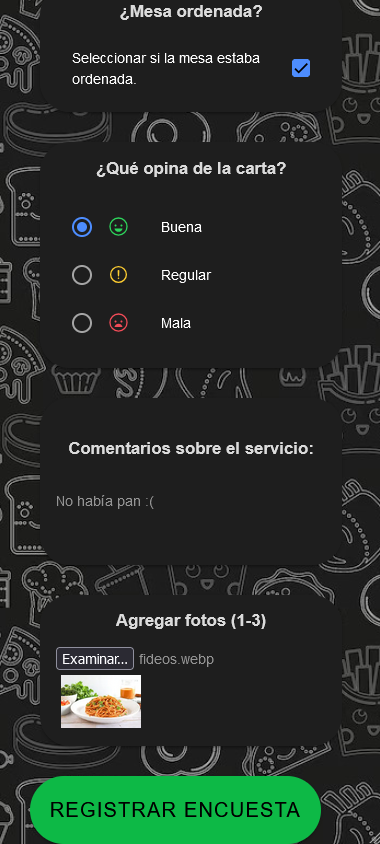 ¿Mesa ordenada?
Seleccionar si la mesa estaba
ordenada.
¿Qué opina de la carta?
Buena
Regular
Mala
Comentarios sobre el servicio:
No había pan :(
Agregar fotos (1-3)
Examinar... fideos.webp
REGISTRAR ENCUESTA